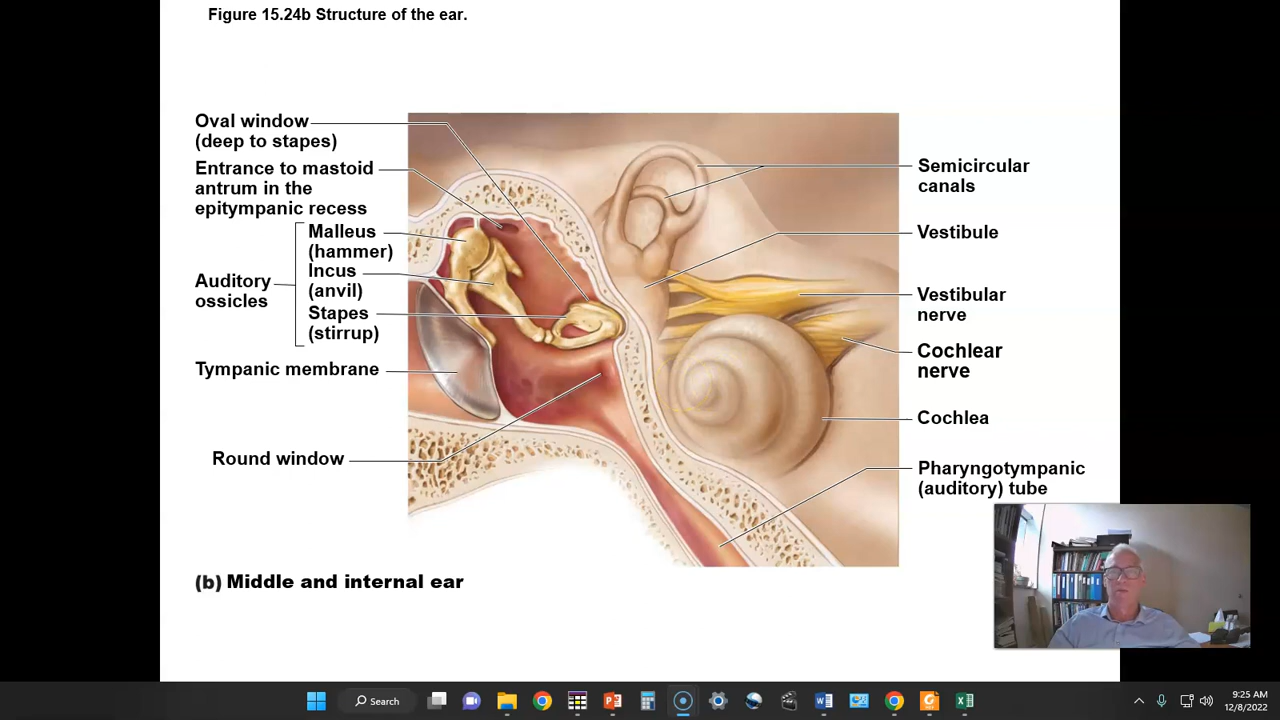 Figure 15.24b Structure of the ear.
Oval window
(deep to stapes)
Entrance to mastoid
antrum in the
epitympanic recess
Malleus
(hammer)
Incus
(anvil)
Auditory
ossicles
Stapes
(stirrup)
Tympanic membrane
Round window
Semicircular
canals
Vestibule
Vestibular
nerve
Cochlear
nerve
Cochlea
Pharyngotympanic
(auditory) tube
(b) Middle and internal ear
Search
9:25 AM
12/8/2022